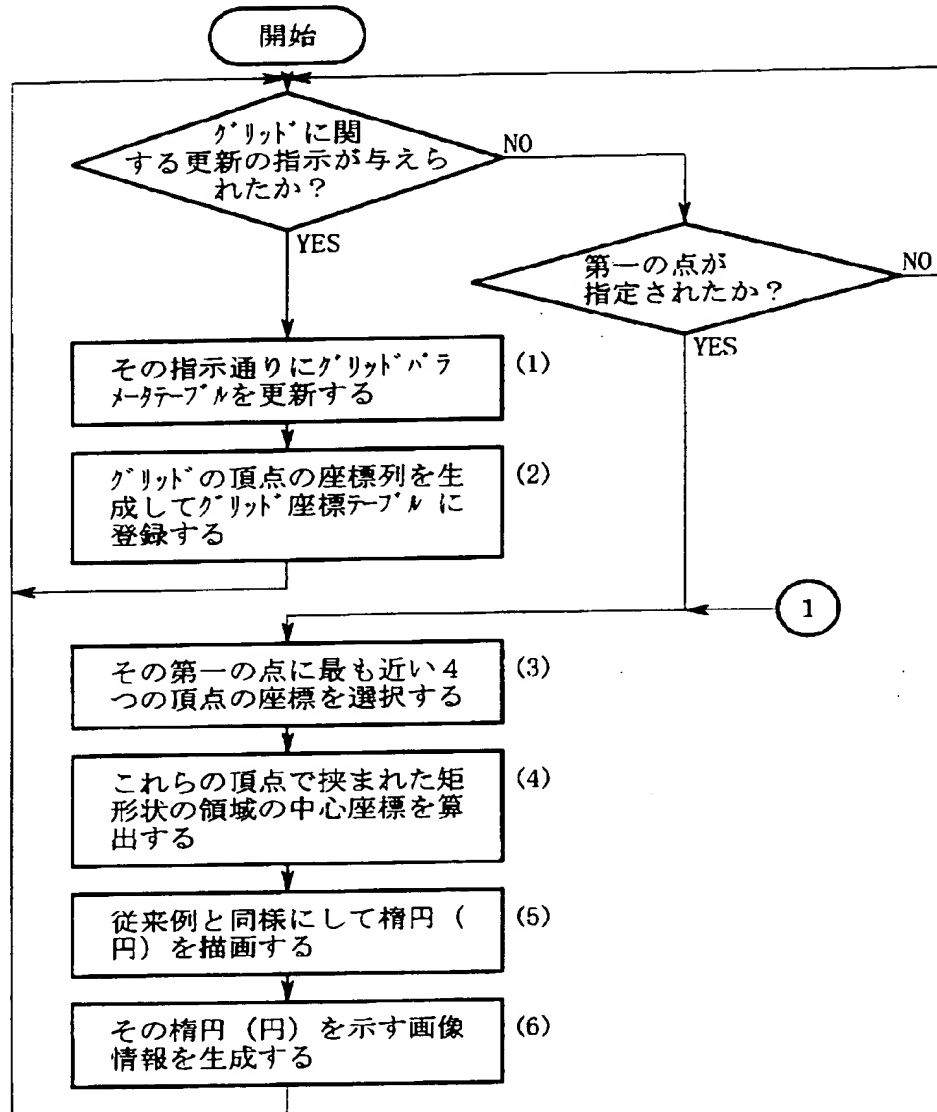 開始
グリッドに関
する更新の指示が与えら
れたか？
NO
YES
第一の点が
指定されたか？
NO
YES
その指示通りにグリッドパラ
メータテーブルを更新する
(1)
グリッドの頂点の座標列を生
成してグリッド座標テーブルに
登録する
(2)
1
その第一の点に最も近い4
つの頂点の座標を選択する
(3)
これらの頂点で挟まれた矩
形状の領域の中心座標を算
出する
(4)
従来例と同様にして楕円（
円）を描画する
(5)
その楕円（円）を示す画像
情報を生成する
(6)